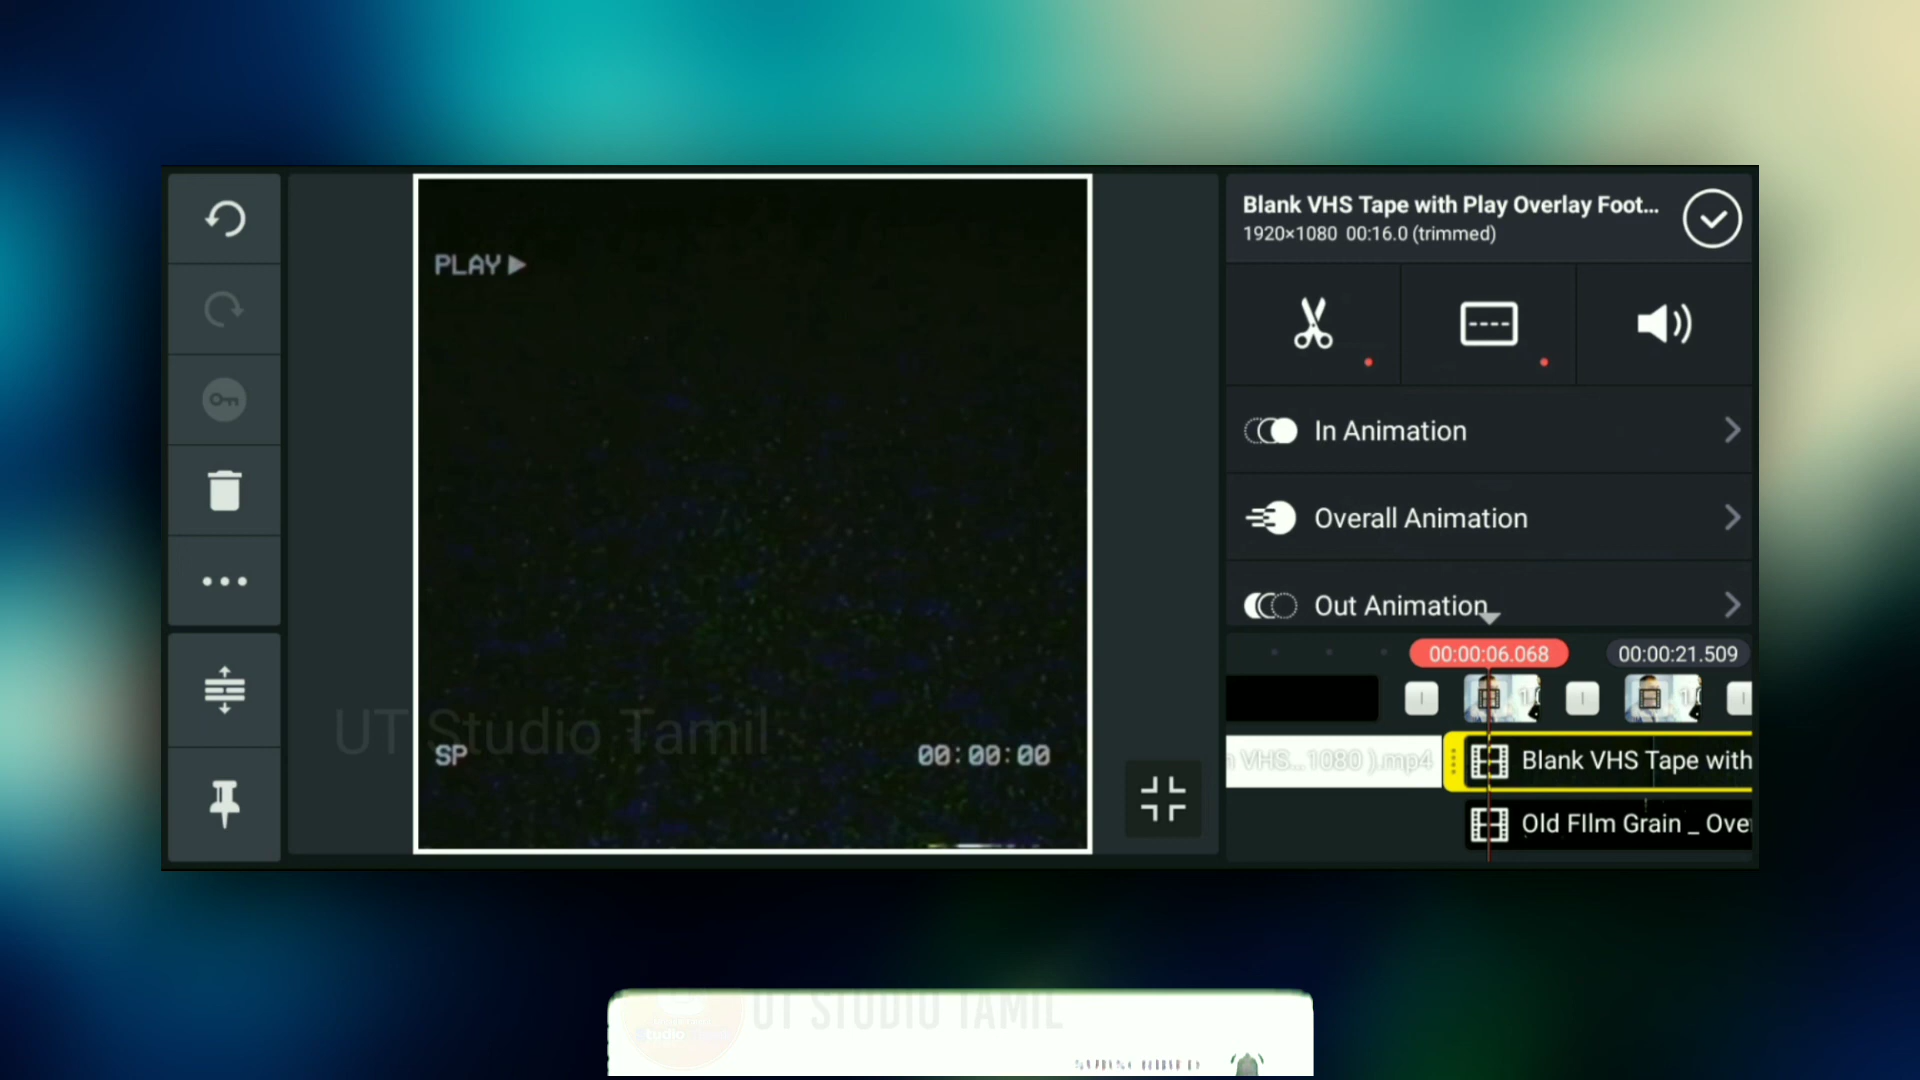 Blank VHS Tape with Play Overlay Foot...
1920×1080 00:16.0 (trimmed)
PLAY
In Animation
Overall Animation
Out Animation
00:00:06.068
00:00:21.509
UT Studio Tamil
SP
00:00:00
VHS...1080 ).mp4
Blank VHS Tape with
Old FIlm Grain _ Over
UT STUDIO TAMIL